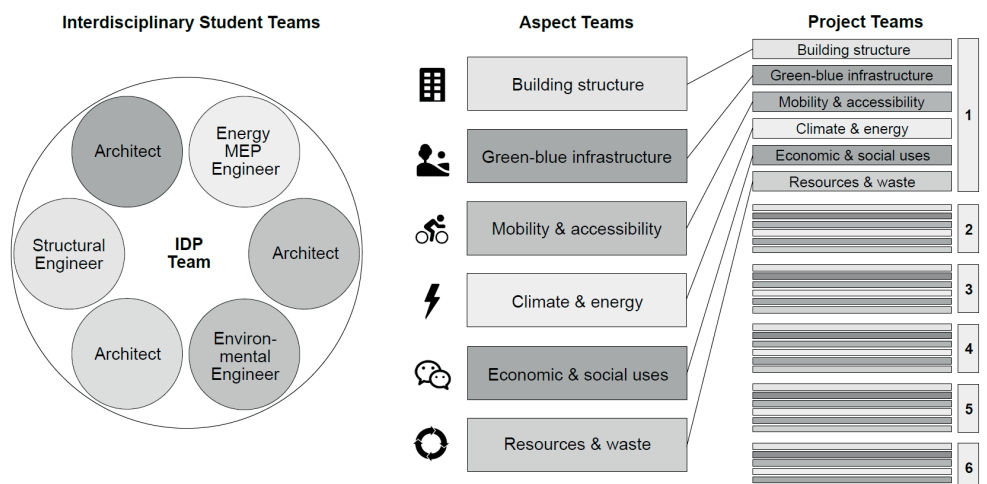 Interdisciplinary Student Teams
Architect
Energy
MEP
Engineer
Structural
Engineer
IDP
Team
Architect
Architect
Environ-
mental
Engineer
Aspect Teams
Building structure
Green-blue infrastructure
Mobility & accessibility
Climate & energy
Economic & social uses
Resources & waste
Project Teams
Building structure
Green-blue infrastructure
Mobility & accessibility
Climate & energy
Economic & social uses
Resources & waste
1
2
3
4
5
6